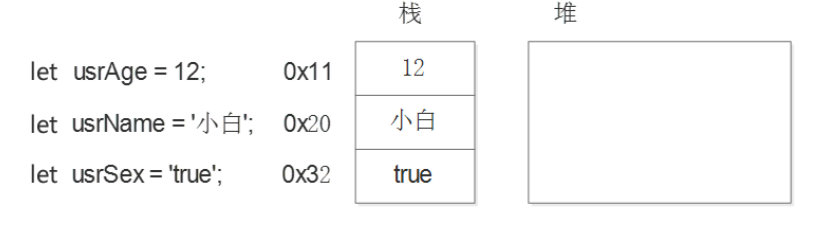 栈 堆
let usrAge = 12; 0x11 12
let usrName = '小白'; 0x20 小白
let usrSex = 'true'; 0x32 true